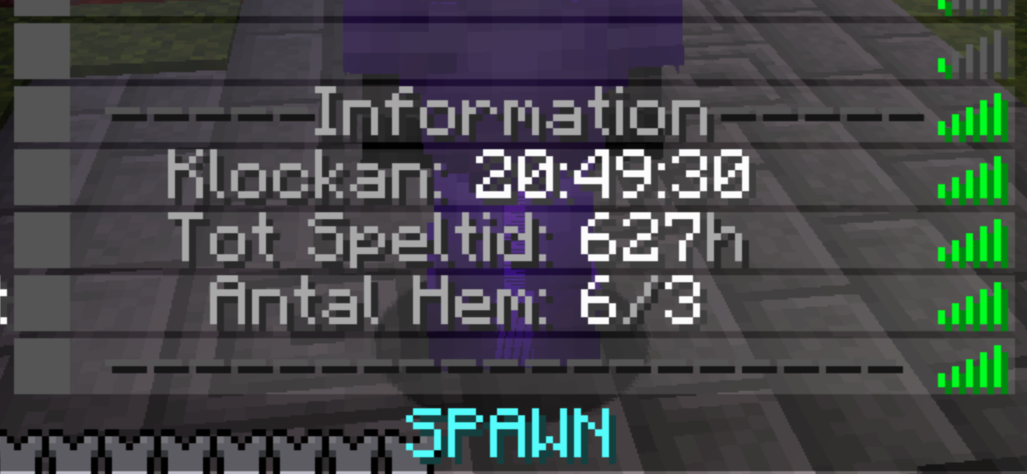 ------------Information------------
Klockan: 20:49:30
Tot Speltid: 627h
Antal Hem: 6/3
SPAWN